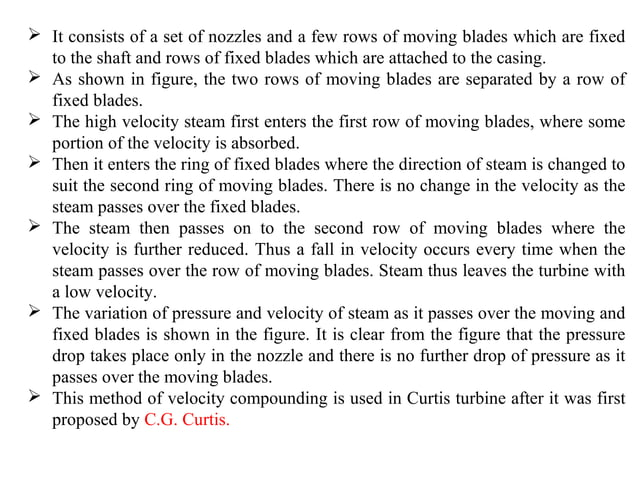 ➢ It consists of a set of nozzles and a few rows of moving blades which are fixed
to the shaft and rows of fixed blades which are attached to the casing.
➢ As shown in figure, the two rows of moving blades are separated by a row of
fixed blades.
➢ The high velocity steam first enters the first row of moving blades, where some
portion of the velocity is absorbed.
➢ Then it enters the ring of fixed blades where the direction of steam is changed to
suit the second ring of moving blades. There is no change in the velocity as the
steam passes over the fixed blades.
➢ The steam then passes on to the second row of moving blades where the
velocity is further reduced. Thus a fall in velocity occurs every time when the
steam passes over the row of moving blades. Steam thus leaves the turbine with
a low velocity.
➢ The variation of pressure and velocity of steam as it passes over the moving and
fixed blades is shown in the figure. It is clear from the figure that the pressure
drop takes place only in the nozzle and there is no further drop of pressure as it
passes over the moving blades.
➢ This method of velocity compounding is used in Curtis turbine after it was first
proposed by C.G. Curtis.